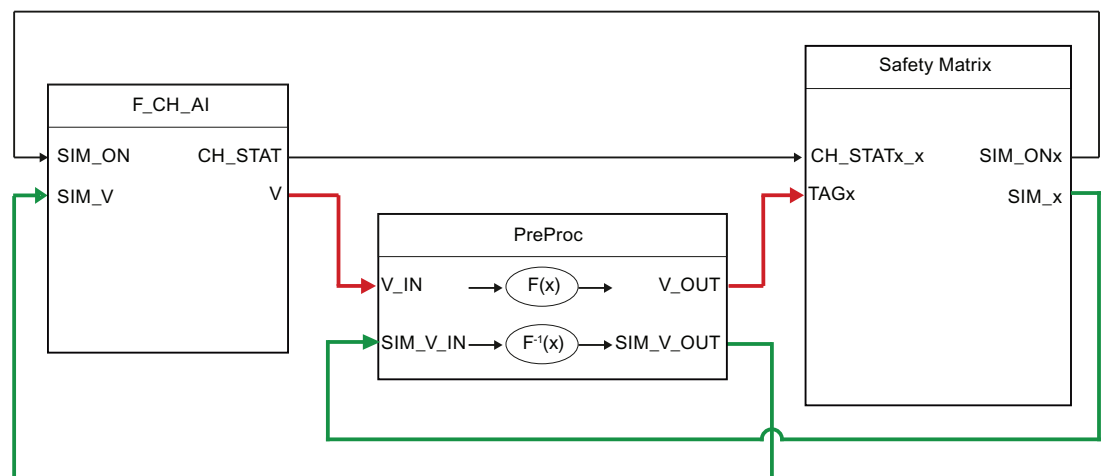 Safety Matrix
F_CH_AI
SIM_ON CH_STAT
CH_STATx_x SIM_ONx
SIM_V V
TAGx SIM_x
PreProc
V_IN F(x) V_OUT
SIM_V_IN F-1(x) SIM_V_OUT